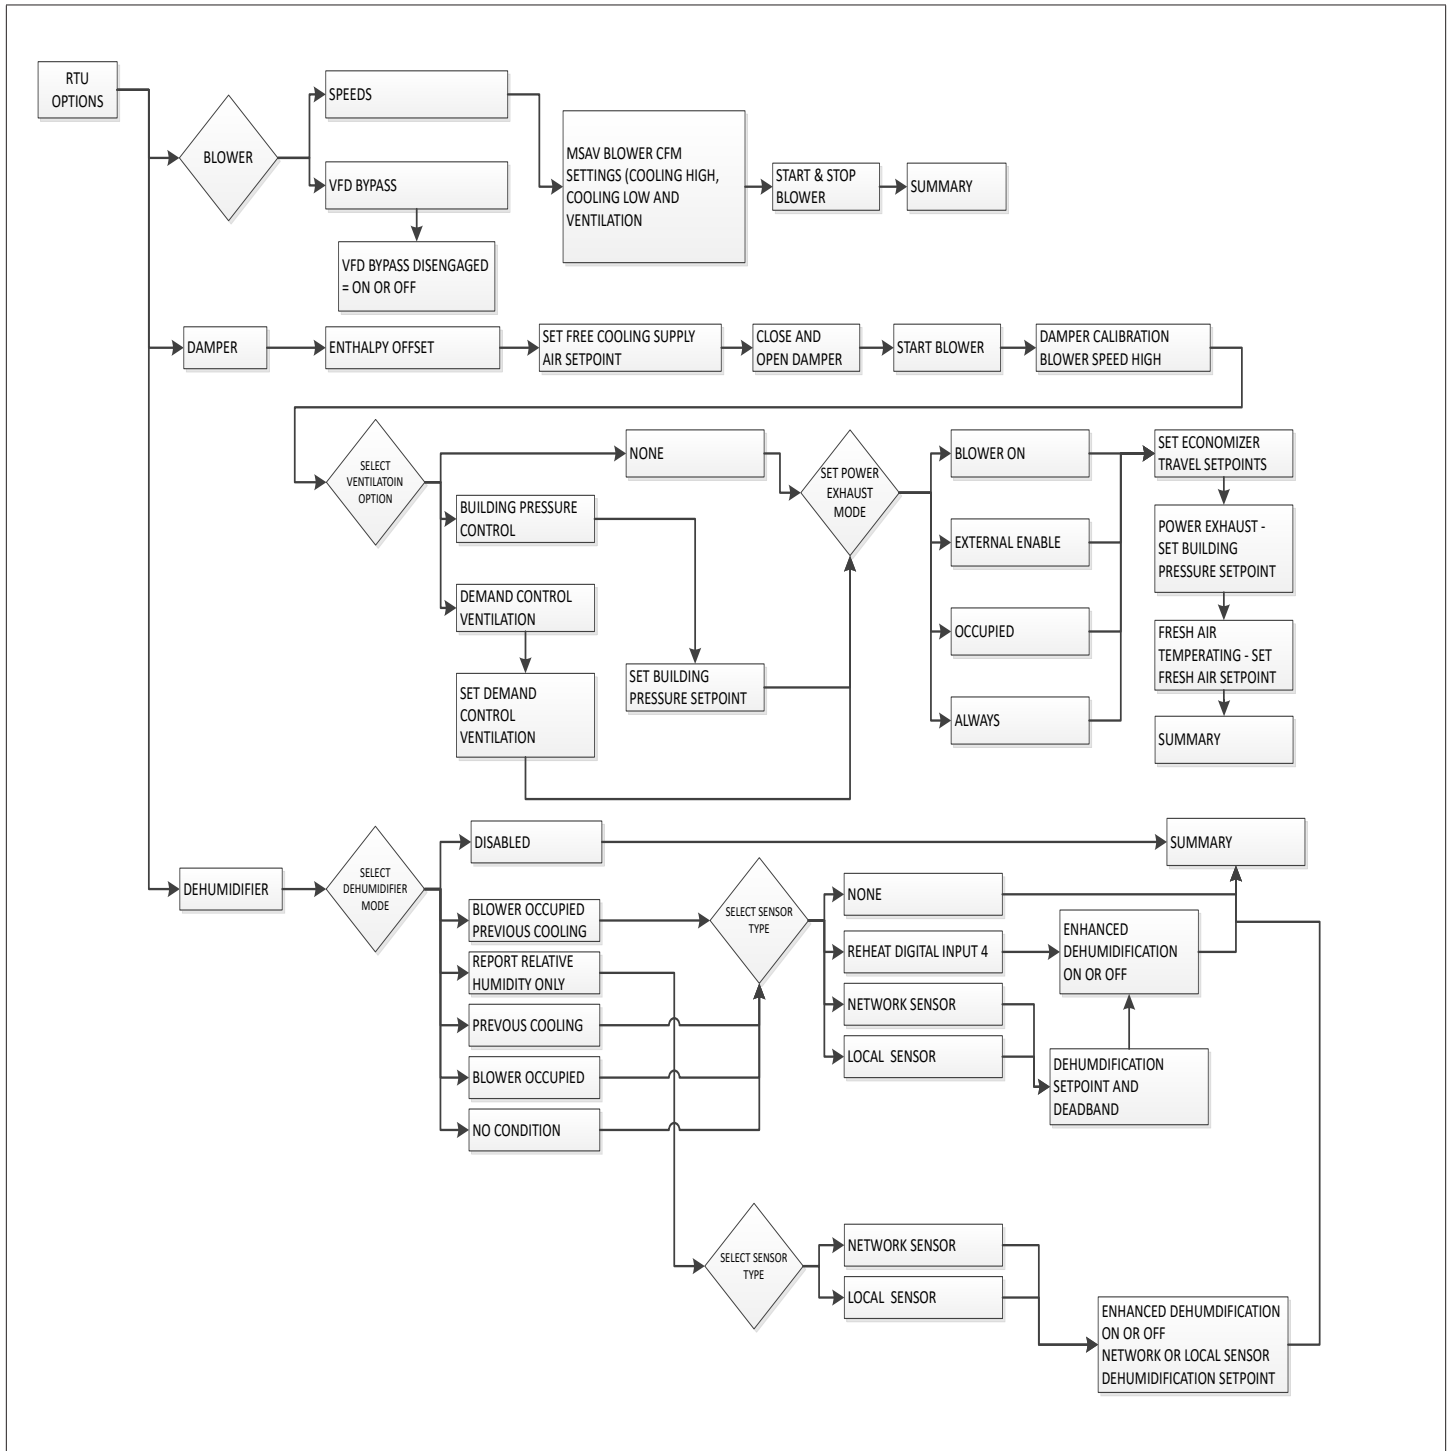 RTU
OPTIONS
BLOWER
SPEEDS
VFD BYPASS
VFD BYPASS DISENGAGED
= ON OR OFF
MSAV BLOWER CFM
SETTINGS (COOLING HIGH,
COOLING LOW AND
VENTILATION
START & STOP
BLOWER
SUMMARY
DAMPER
ENTHALPY OFFSET
SET FREE COOLING SUPPLY
AIR SETPOINT
CLOSE AND
OPEN DAMPER
START BLOWER
DAMPER CALIBRATION
BLOWER SPEED HIGH
SELECT
VENTILATOIN
OPTION
NONE
BUILDING PRESSURE
CONTROL
DEMAND CONTROL
VENTILATION
SET DEMAND
CONTROL
VENTILATION
SET BUILDING
PRESSURE SETPOINT
SET POWER
EXHAUST
MODE
BLOWER ON
EXTERNAL ENABLE
OCCUPIED
ALWAYS
SET ECONOMIZER
TRAVEL SETPOINTS
POWER EXHAUST -
SET BUILDING
PRESSURE SETPOINT
FRESH AIR
TEMPERATING - SET
FRESH AIR SETPOINT
SUMMARY
DEHUMIDIFIER
SELECT
DEHUMIDIFIER
MODE
DISABLED
BLOWER OCCUPIED
PREVIOUS COOLING
REPORT RELATIVE
HUMIDITY ONLY
PREVOUS COOLING
BLOWER OCCUPIED
NO CONDITION
SELECT SENSOR
TYPE
NONE
REHEAT DIGITAL INPUT 4
NETWORK SENSOR
LOCAL SENSOR
ENHANCED
DEHUMIDIFICATION
ON OR OFF
DEHUMDIFICATION
SETPOINT AND
DEADBAND
SUMMARY
SELECT SENSOR
TYPE
NETWORK SENSOR
LOCAL SENSOR
ENHANCED DEHUMDIFICATION
ON OR OFF
NETWORK OR LOCAL SENSOR
DEHUMIDIFICATION SETPOINT